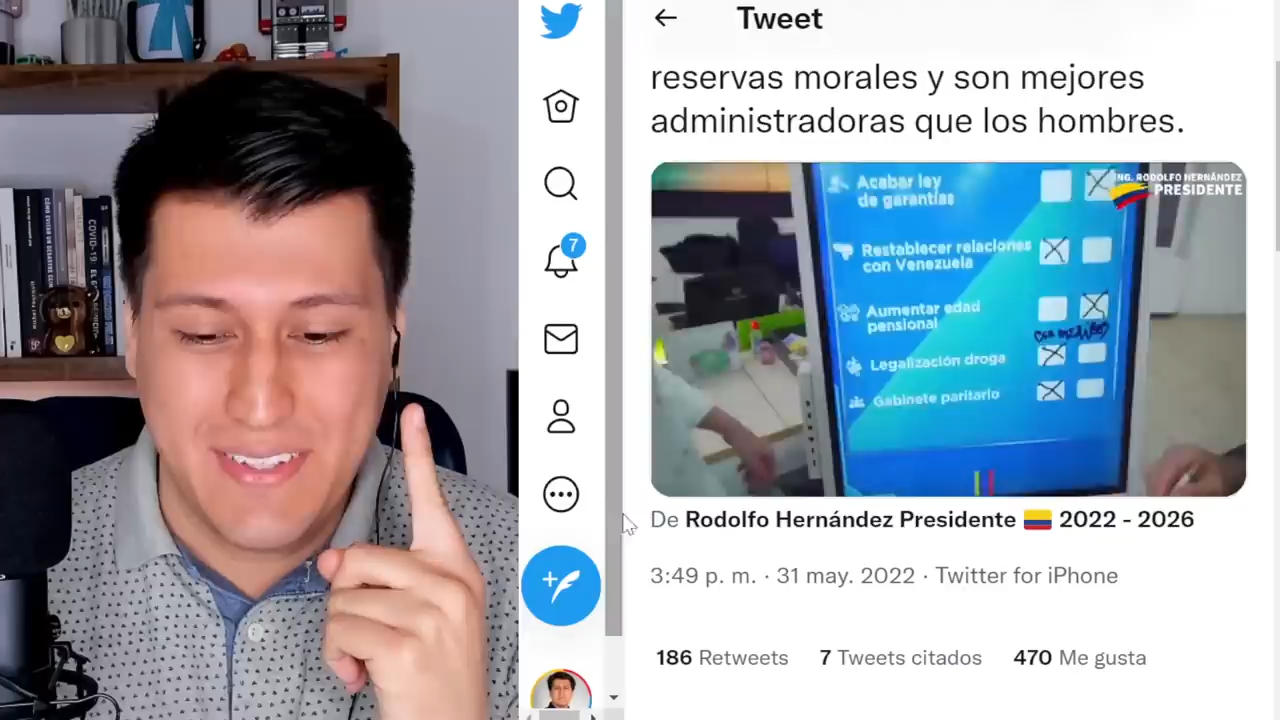 Tweet
reservas morales y son mejores
administradoras que los hombres.
ING. RODOLFO HERNÁNDEZ
PRESIDENTE
Acabar ley
de garantías
Restablecer relaciones
con Venezuela
Aumentar edad
pensional
Legalización droga
Gabinete paritario
De Rodolfo Hernández Presidente 🇨🇴 2022 - 2026
3:49 p. m. · 31 may. 2022 · Twitter for iPhone
186 Retweets 7 Tweets citados 470 Me gusta
7
COVID-19